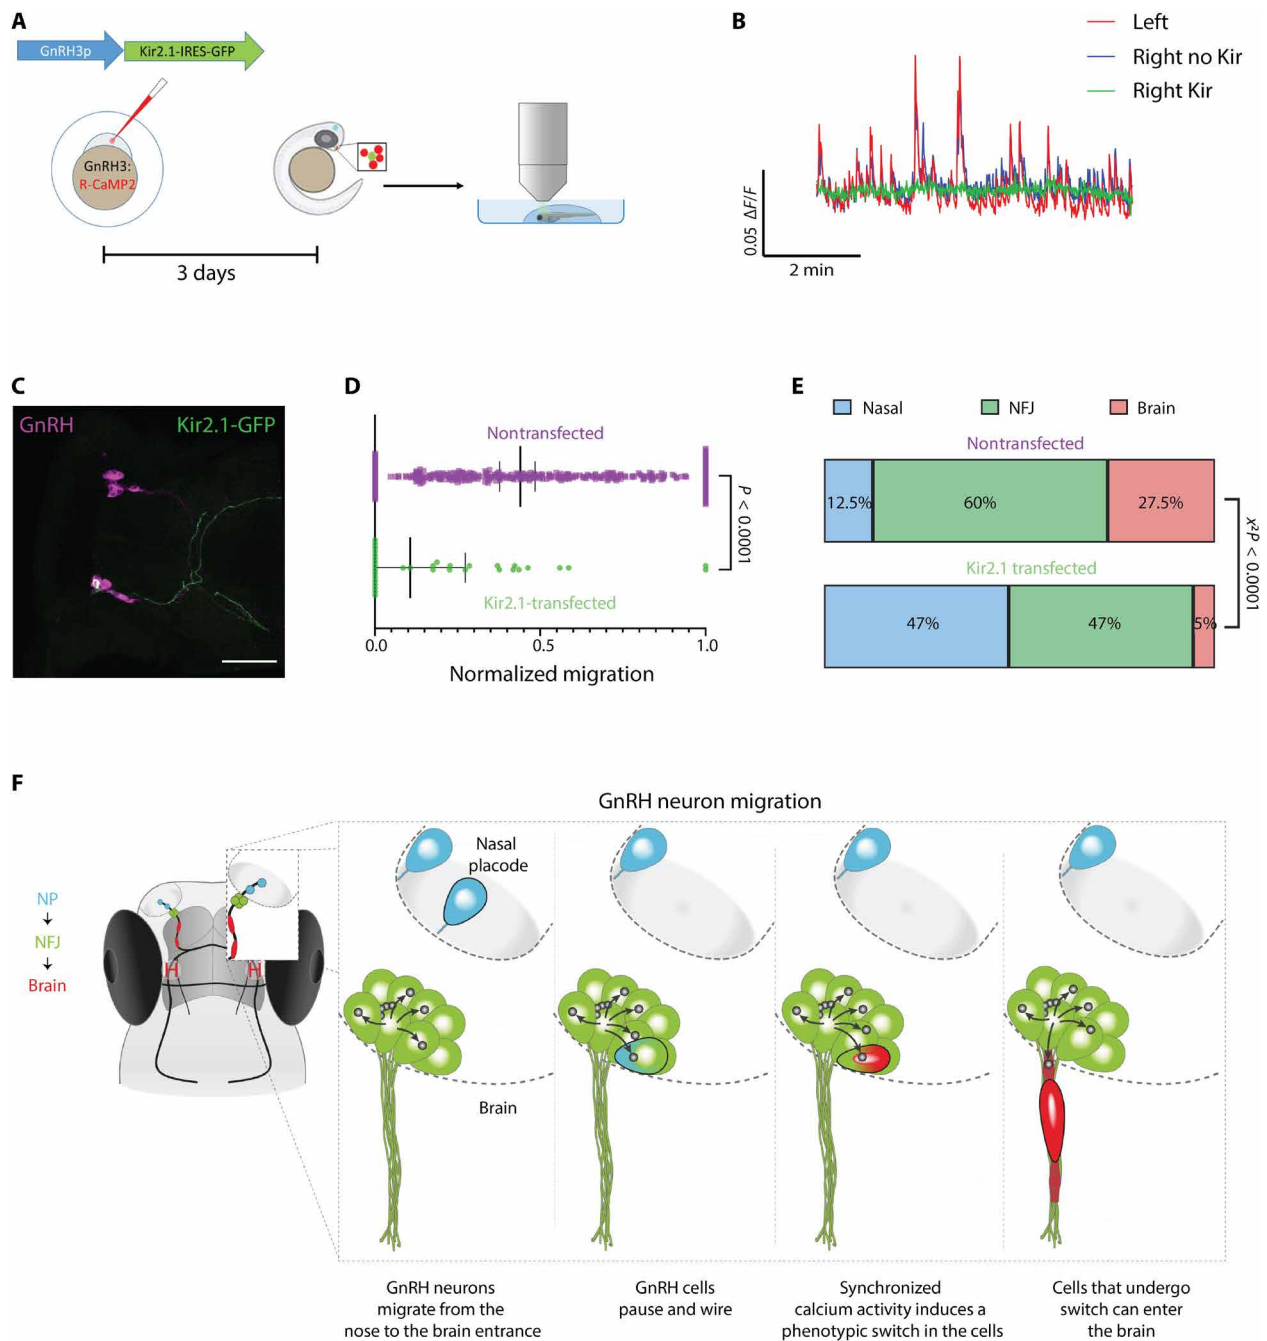 A
GnRH3p
Kir2.1-IRES-GFP
GnRH3:
R-CaMP2
3 days
B
Left
Right no Kir
Right Kir
0.05 ΔF/F
2 min
C
GnRH
Kir2.1-GFP
D
Nontransfected
P < 0.0001
Kir2.1-transfected
0.0
0.5
1.0
Normalized migration
E
Nasal
NFJ
Brain
Nontransfected
12.5%
60%
27.5%
x²P < 0.0001
Kir2.1 transfected
47%
47%
5%
F
GnRH neuron migration
NP
NFJ
Brain
H
H
Nasal
placode
Brain
GnRH neurons
migrate from the
nose to the brain entrance
GnRH cells
pause and wire
Synchronized
calcium activity induces a
phenotypic switch in the cells
Cells that undergo
switch can enter
the brain